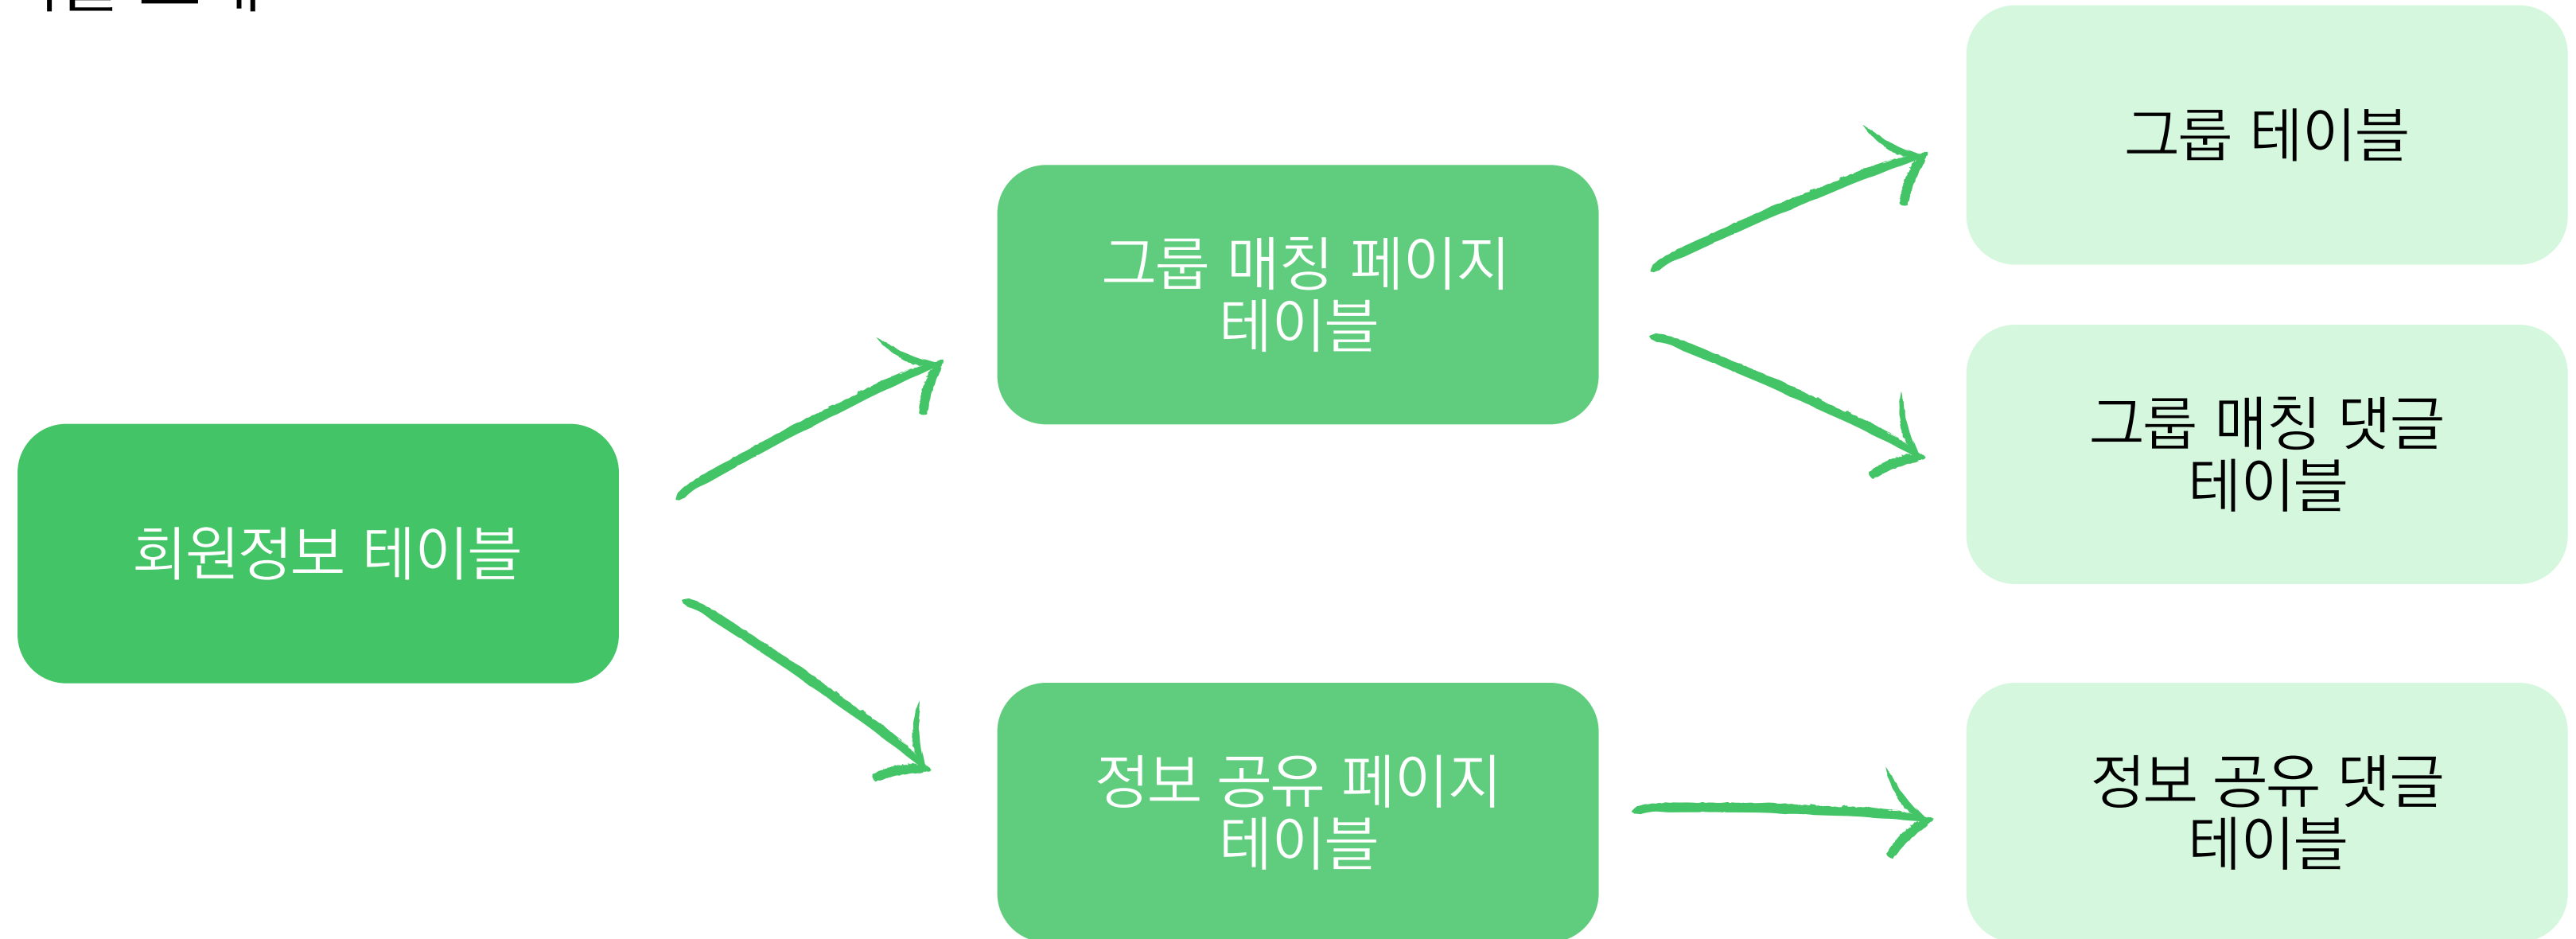 회원정보 테이블
그룹 매칭 페이지
테이블
정보 공유 페이지
테이블
그룹 테이블
그룹 매칭 댓글
테이블
정보 공유 댓글
테이블